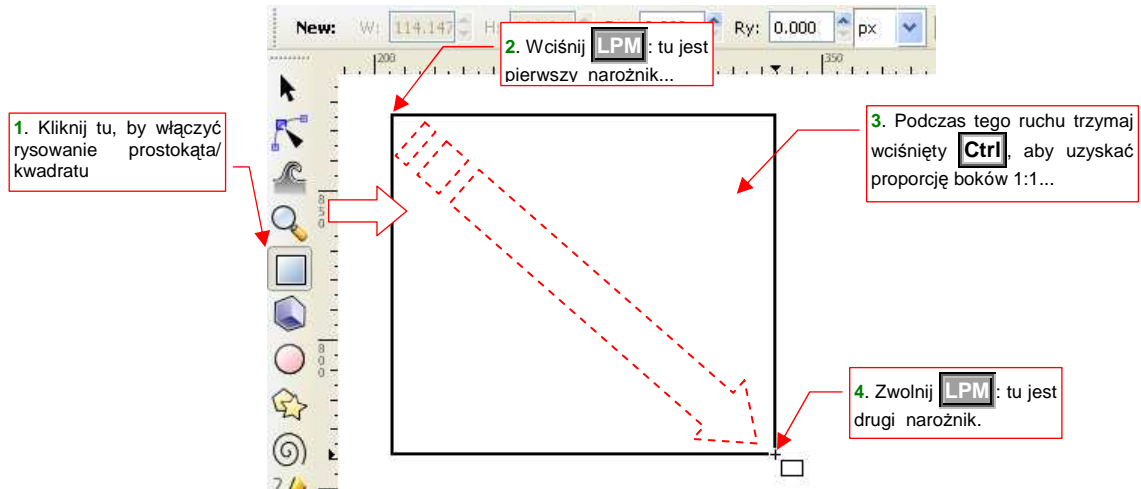 New: W: 114.147 H: Ry: 0.000 px
200 350
2. Wciśnij LPM: tu jest
pierwszy narożnik...
1. Kliknij tu, by włączyć
rysowanie prostokąta/
kwadratu
3. Podczas tego ruchu trzymaj
wciśnięty Ctrl, aby uzyskać
proporcję boków 1:1...
850
800
4. Zwolnij LPM: tu jest
drugi narożnik.